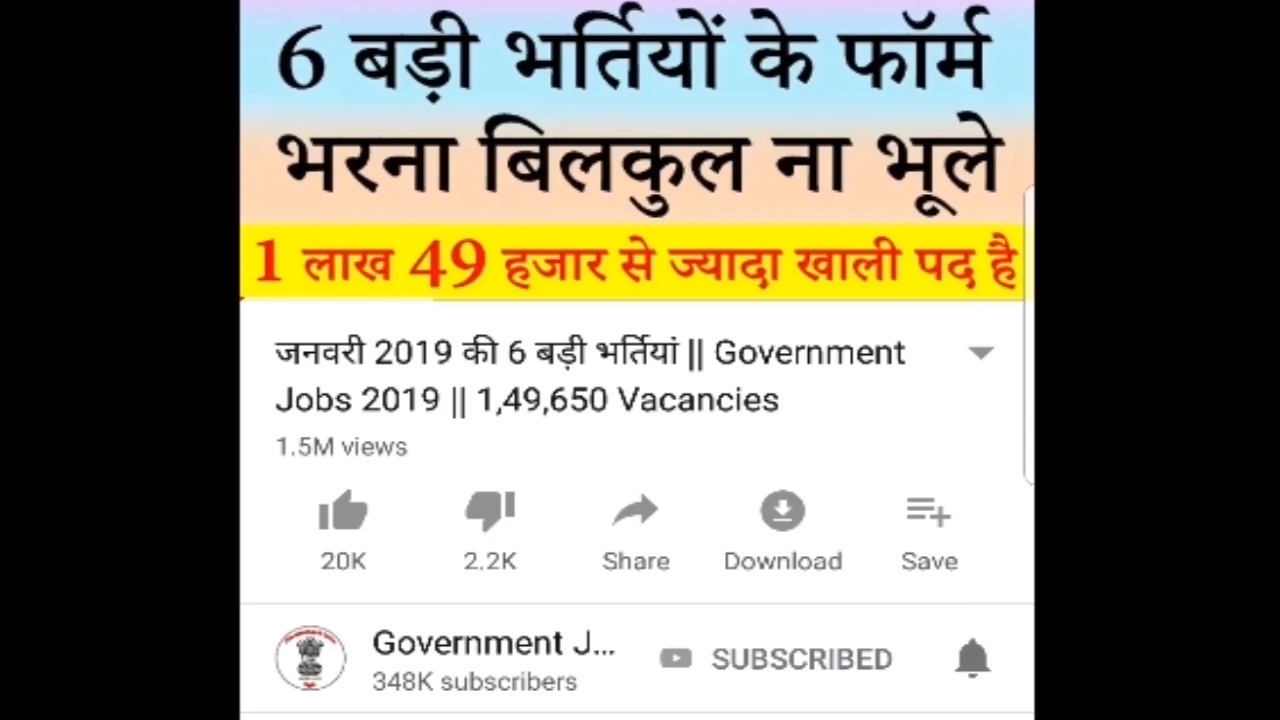 6 बड़ी भर्तियों के फॉर्म
भरना बिलकुल ना भूले
1 लाख 49 हजार से ज्यादा खाली पद है
जनवरी 2019 की 6 बड़ी भर्तियां || Government
Jobs 2019 || 1,49,650 Vacancies
1.5M views
20K 2.2K Share Download Save
Government J... SUBSCRIBED
348K subscribers